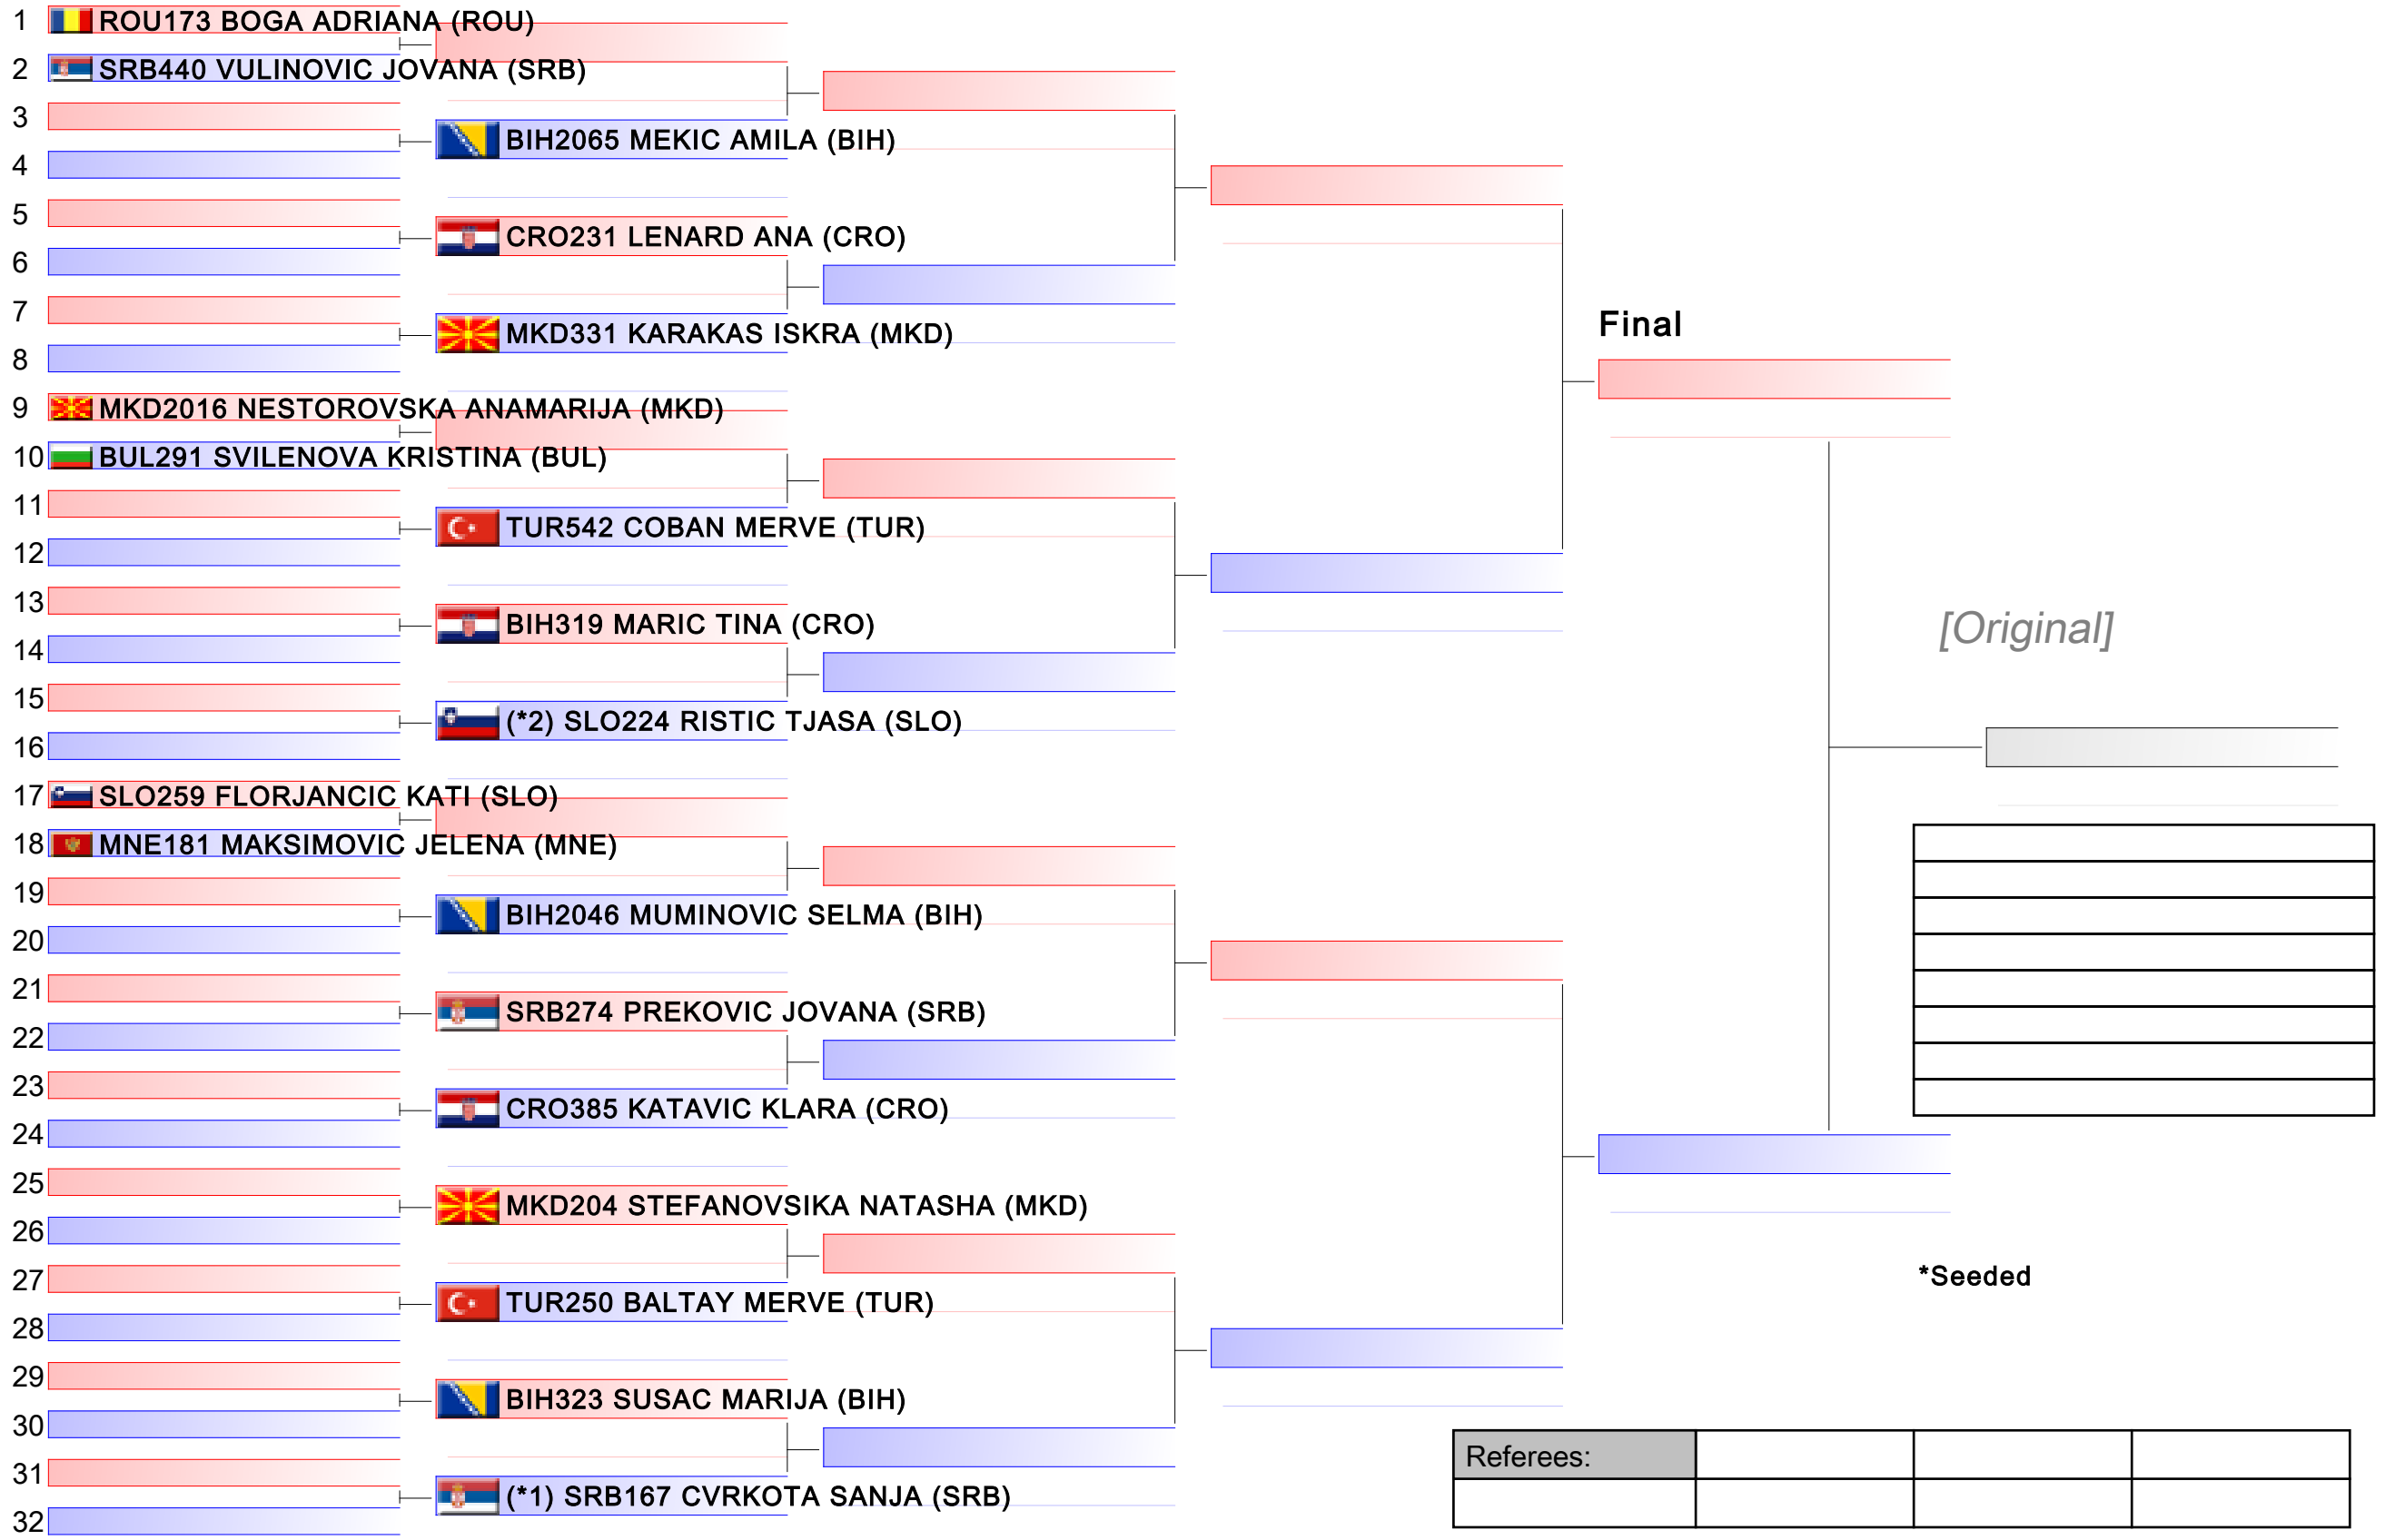 1 ROU173 BOGA ADRIANA (ROU)
2 SRB440 VULINOVIC JOVANA (SRB)
3
BIH2065 MEKIC AMILA (BIH)
4
5
CRO231 LENARD ANA (CRO)
6
7
MKD331 KARAKAS ISKRA (MKD)
8
Final
9 MKD2016 NESTOROVSKA ANAMARIJA (MKD)
10 BUL291 SVILENOVA KRISTINA (BUL)
11
TUR542 COBAN MERVE (TUR)
12
13
BIH319 MARIC TINA (CRO)
14
[Original]
15
(*2) SLO224 RISTIC TJASA (SLO)
16
17 SLO259 FLORJANCIC KATI (SLO)
18 MNE181 MAKSIMOVIC JELENA (MNE)
19
BIH2046 MUMINOVIC SELMA (BIH)
20
21
SRB274 PREKOVIC JOVANA (SRB)
22
23
CRO385 KATAVIC KLARA (CRO)
24
25
MKD204 STEFANOVSIKA NATASHA (MKD)
26
27
TUR250 BALTAY MERVE (TUR)
28
*Seeded
29
BIH323 SUSAC MARIJA (BIH)
30
31
(*1) SRB167 CVRKOTA SANJA (SRB)
32
Referees: